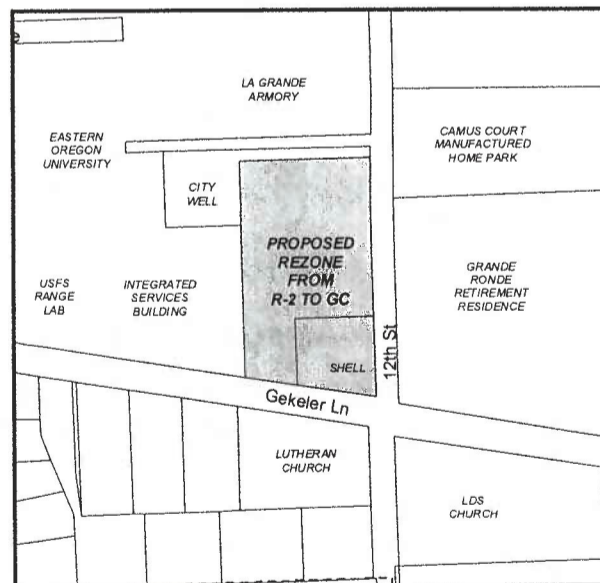 e
LA GRANDE
ARMORY
EASTERN
OREGON
UNIVERSITY
CAMUS COURT
MANUFACTURED
HOME PARK
CITY
WELL
PROPOSED
REZONE
FROM
R-2 TO GC
USFS
RANGE
LAB
INTEGRATED
SERVICES
BUILDING
GRANDE
RONDE
RETIREMENT
RESIDENCE
SHELL
12th St
Gekeler Ln
LUTHERAN
CHURCH
LDS
CHURCH